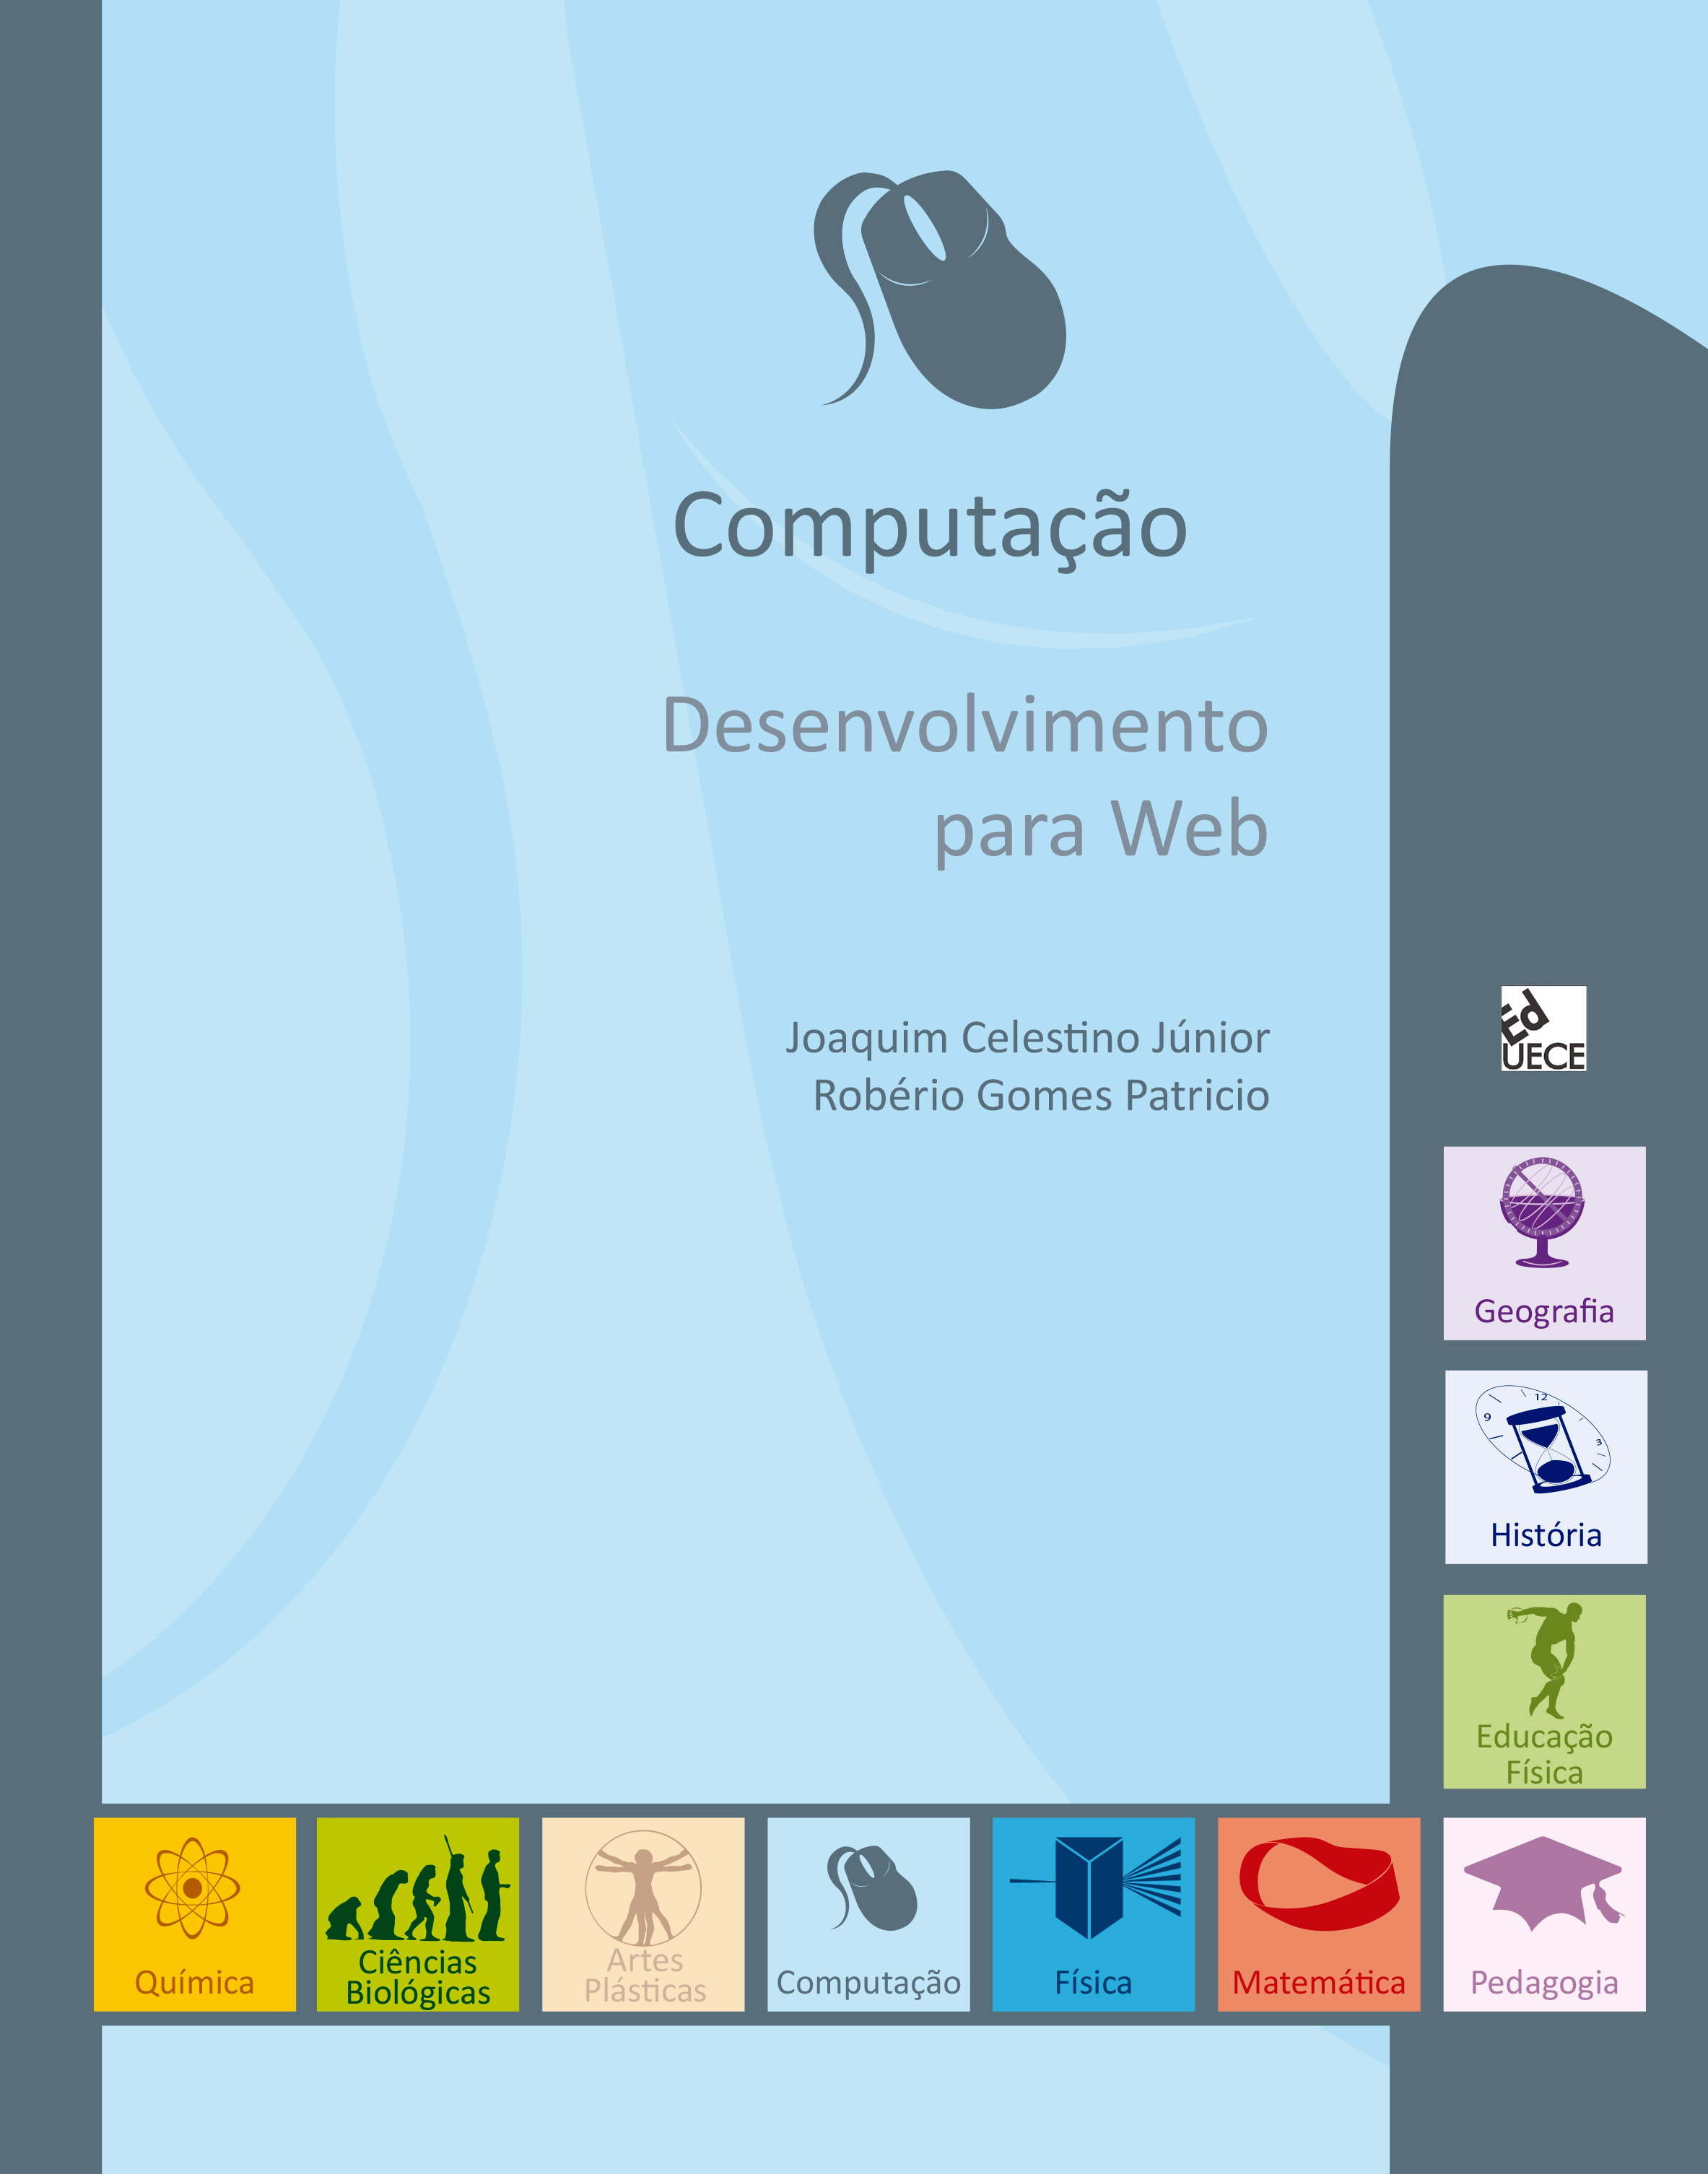 Computação
Desenvolvimento
para Web
Joaquim Celestino Júnior
Robério Gomes Patricio
Ed
UECE
Geografia
12
9
3
História
Educação
Física
Química
Ciências
Biológicas
Artes
Plásticas
Computação
Física
Matemática
Pedagogia